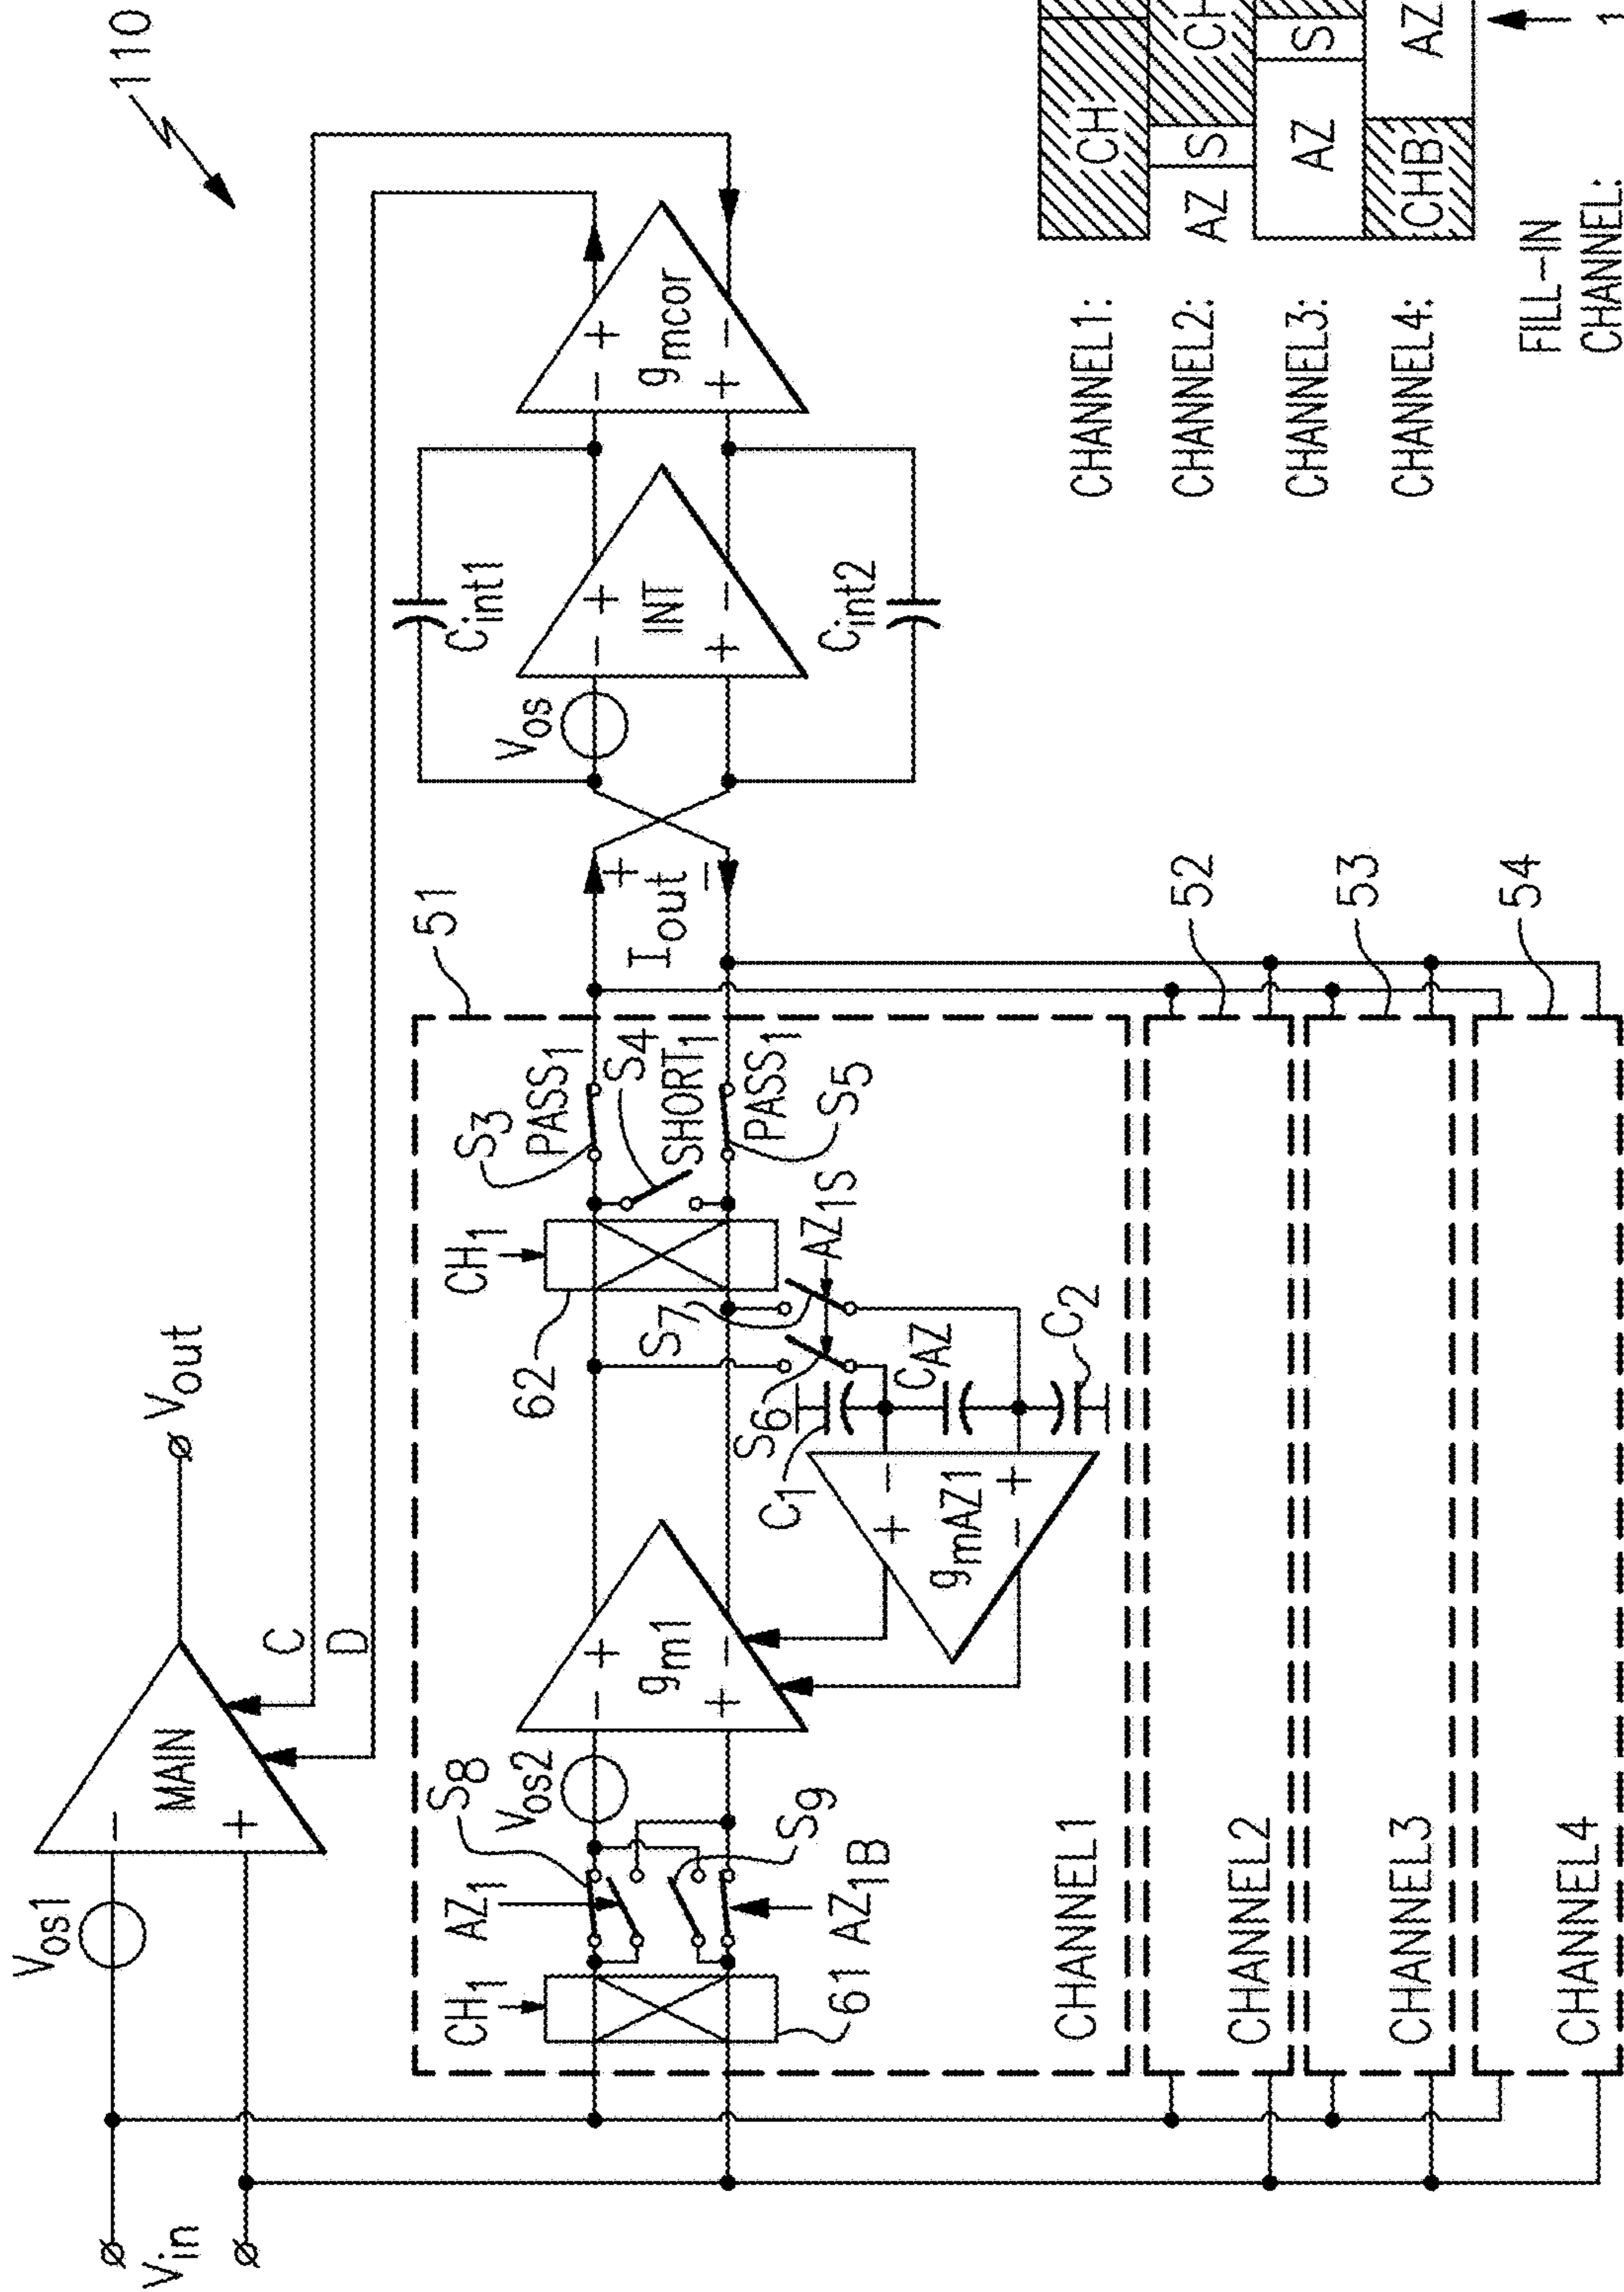 110
Vin
Vos1
MAIN
Vout
C
D
51
CH1
61
AZ1
S8
AZ1B
S9
Vos2
gm1
gmAZ1
C1
CAZ
C2
S6
S7
AZ1S
62
CH1
S3
PASS1
S4
SHORT1
PASS1
S5
Iout
Vos
INT
Cint1
Cint2
gmcor
CHANNEL1
CHANNEL2
52
CHANNEL3
53
CHANNEL4
54
CHANNEL1: CH
CHANNEL2: AZ S CH
CHANNEL3: AZ S
CHANNEL4: CHB AZ
FILL-IN
CHANNEL: 1